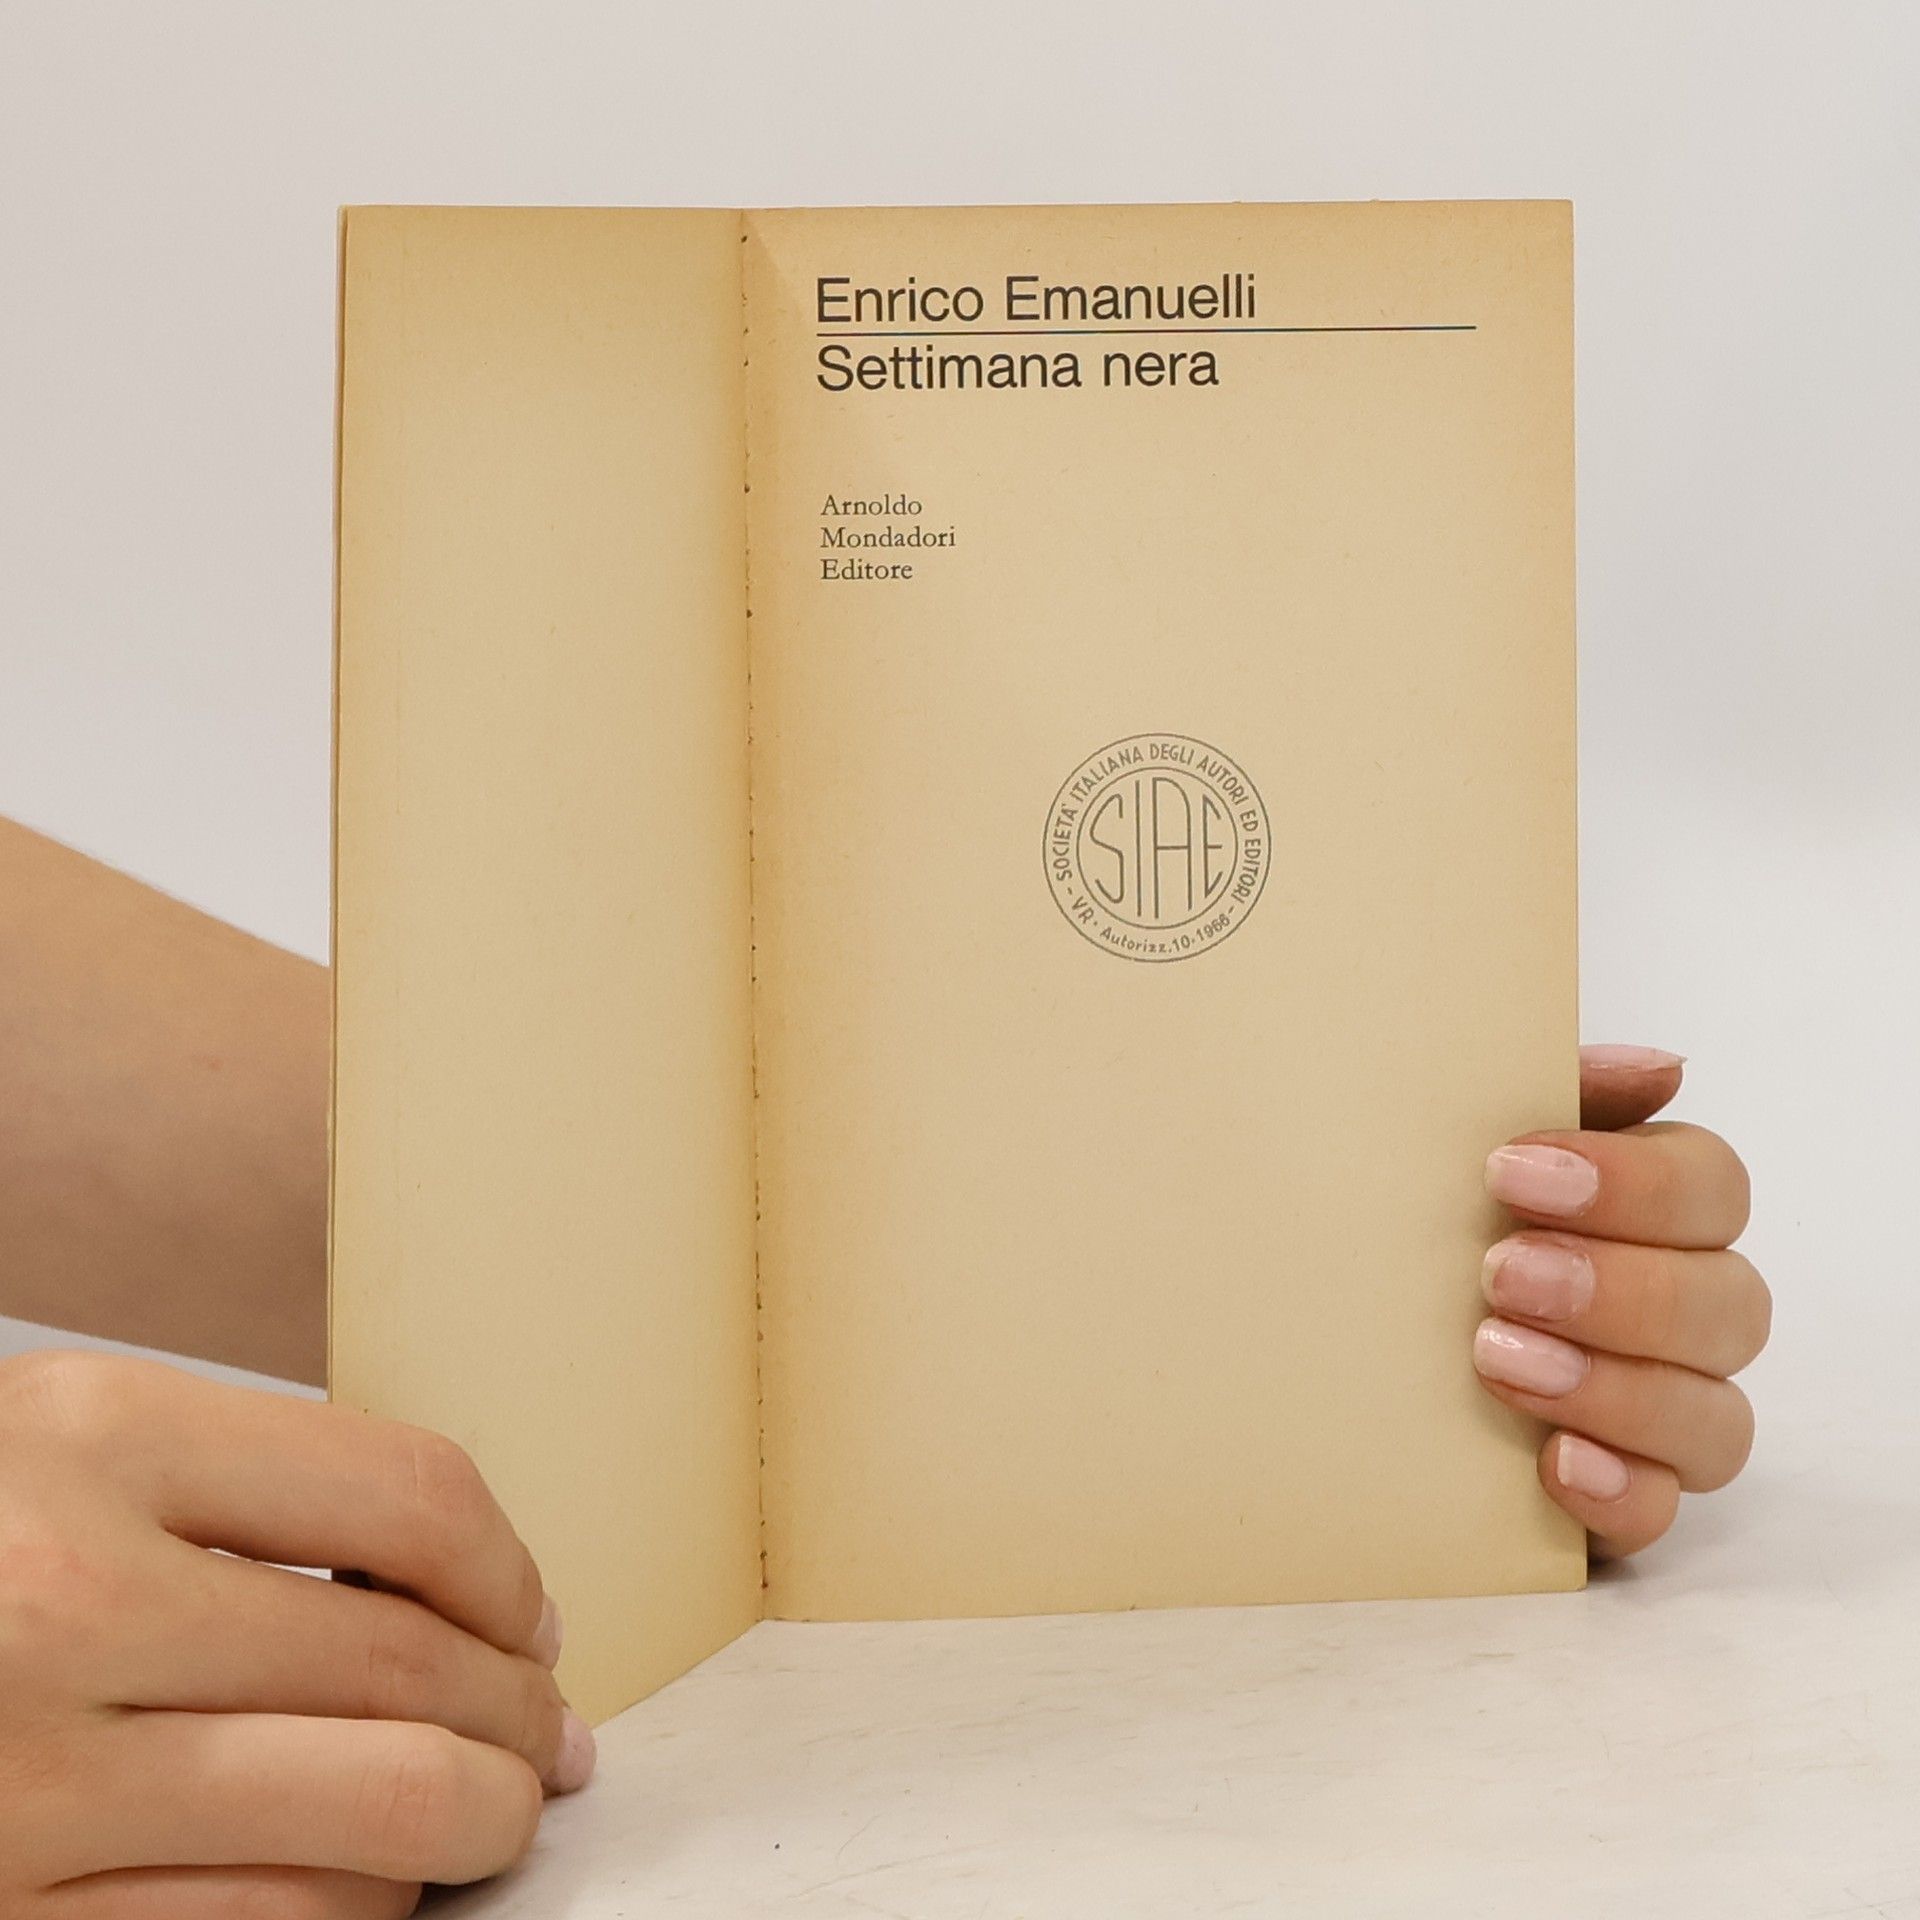 Enrico Emanuelli
Settimana nera
Arnoldo
Mondadori
Editore
SOCIETÀ ITALIANA DEGLI AUTORI ED EDITORI
SIAE
- VR · Autorizz. 10-1966 -